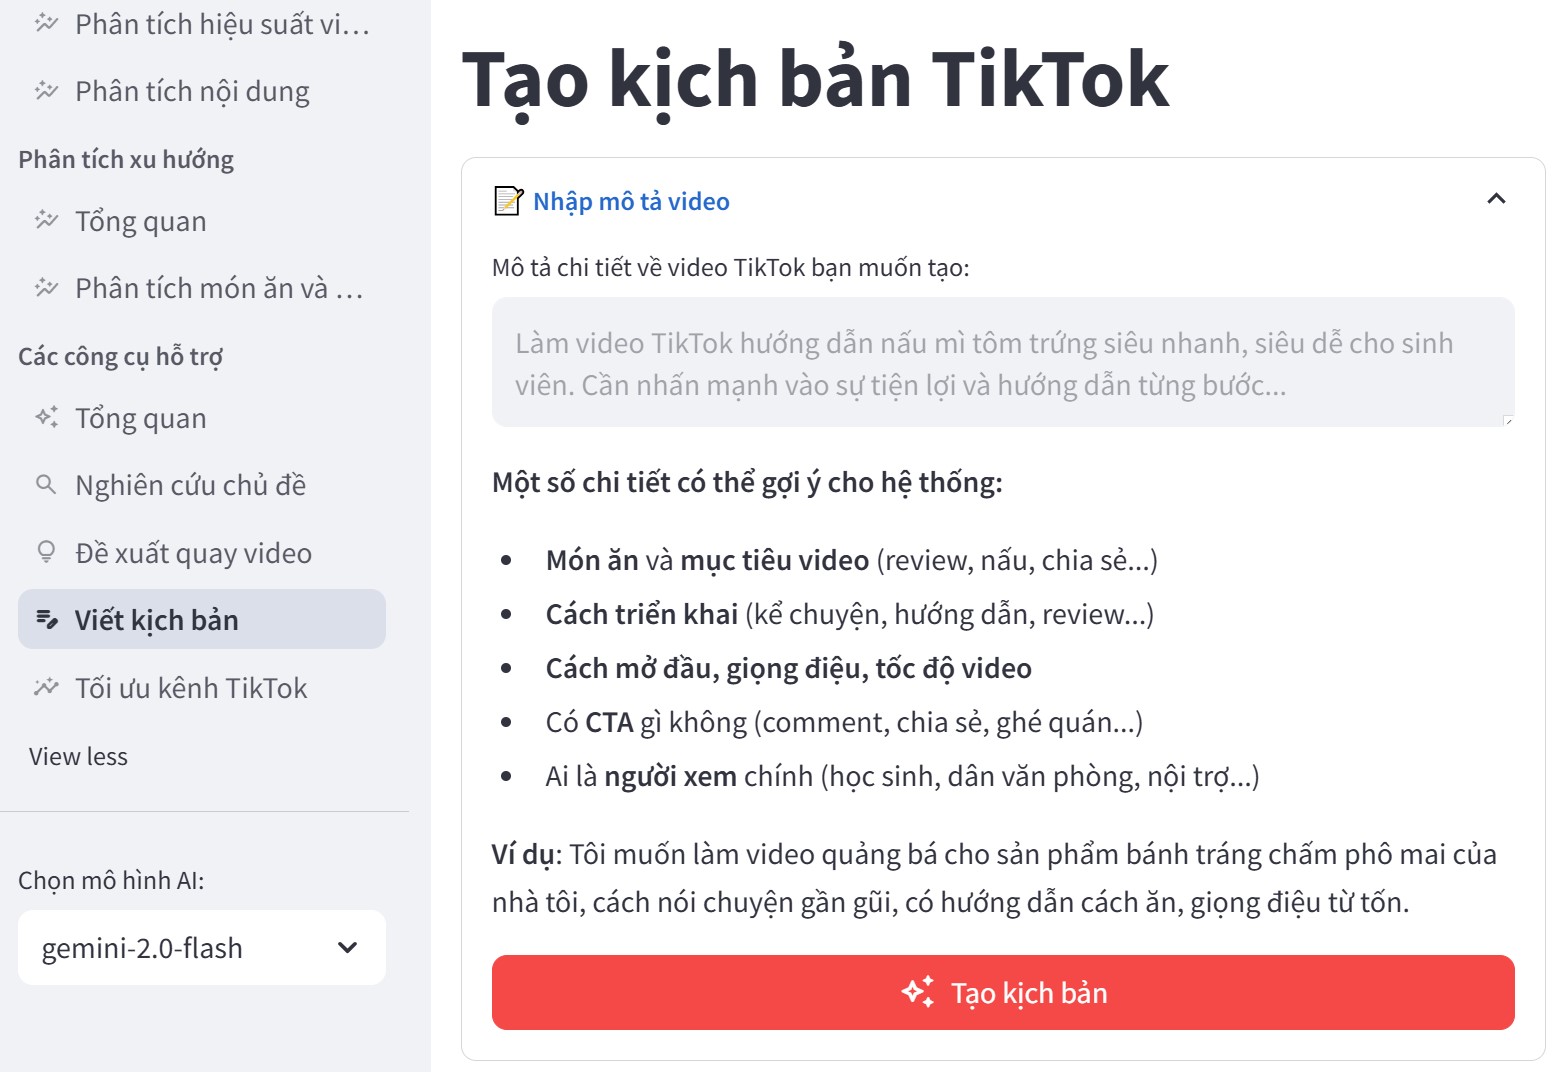 Phân tích hiệu suất vi...
Phân tích nội dung
Phân tích xu hướng
Tổng quan
Phân tích món ăn và ...
Các công cụ hỗ trợ
Tổng quan
Nghiên cứu chủ đề
Đề xuất quay video
Viết kịch bản
Tối ưu kênh TikTok
View less
Chọn mô hình AI:
gemini-2.0-flash
Tạo kịch bản TikTok
Nhập mô tả video
Mô tả chi tiết về video TikTok bạn muốn tạo:
Làm video TikTok hướng dẫn nấu mì tôm trứng siêu nhanh, siêu dễ cho sinh
viên. Cần nhấn mạnh vào sự tiện lợi và hướng dẫn từng bước...
Một số chi tiết có thể gợi ý cho hệ thống:
• Món ăn và mục tiêu video (review, nấu, chia sẻ...)
• Cách triển khai (kể chuyện, hướng dẫn, review...)
• Cách mở đầu, giọng điệu, tốc độ video
• Có CTA gì không (comment, chia sẻ, ghé quán...)
• Ai là người xem chính (học sinh, dân văn phòng, nội trợ...)
Ví dụ: Tôi muốn làm video quảng bá cho sản phẩm bánh tráng chấm phô mai của
nhà tôi, cách nói chuyện gần gũi, có hướng dẫn cách ăn, giọng điệu từ tốn.
Tạo kịch bản